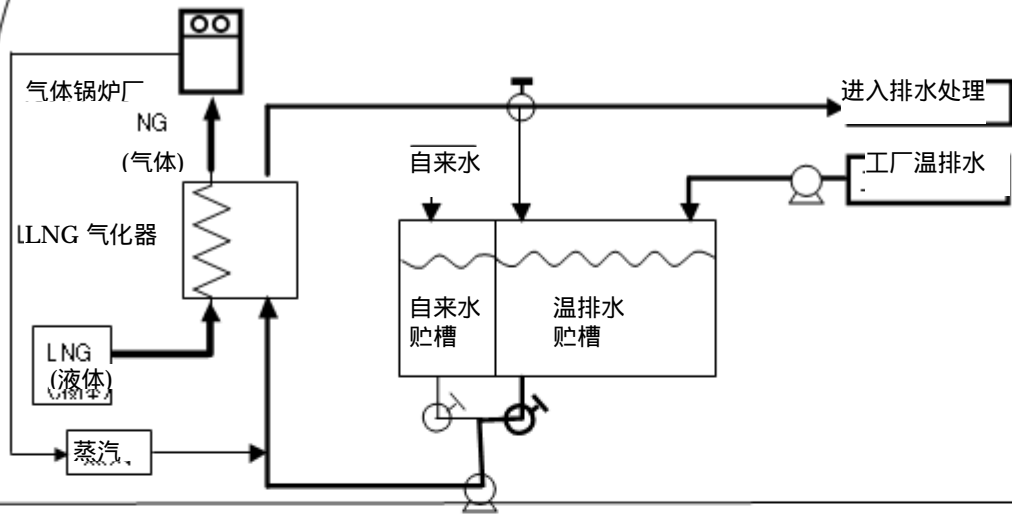 气体锅炉厂
NG
(气体)
进入排水处理
自来水
工厂温排水
LNG 气化器
自来水
贮槽
温排水
贮槽
LNG
(液体)
蒸汽